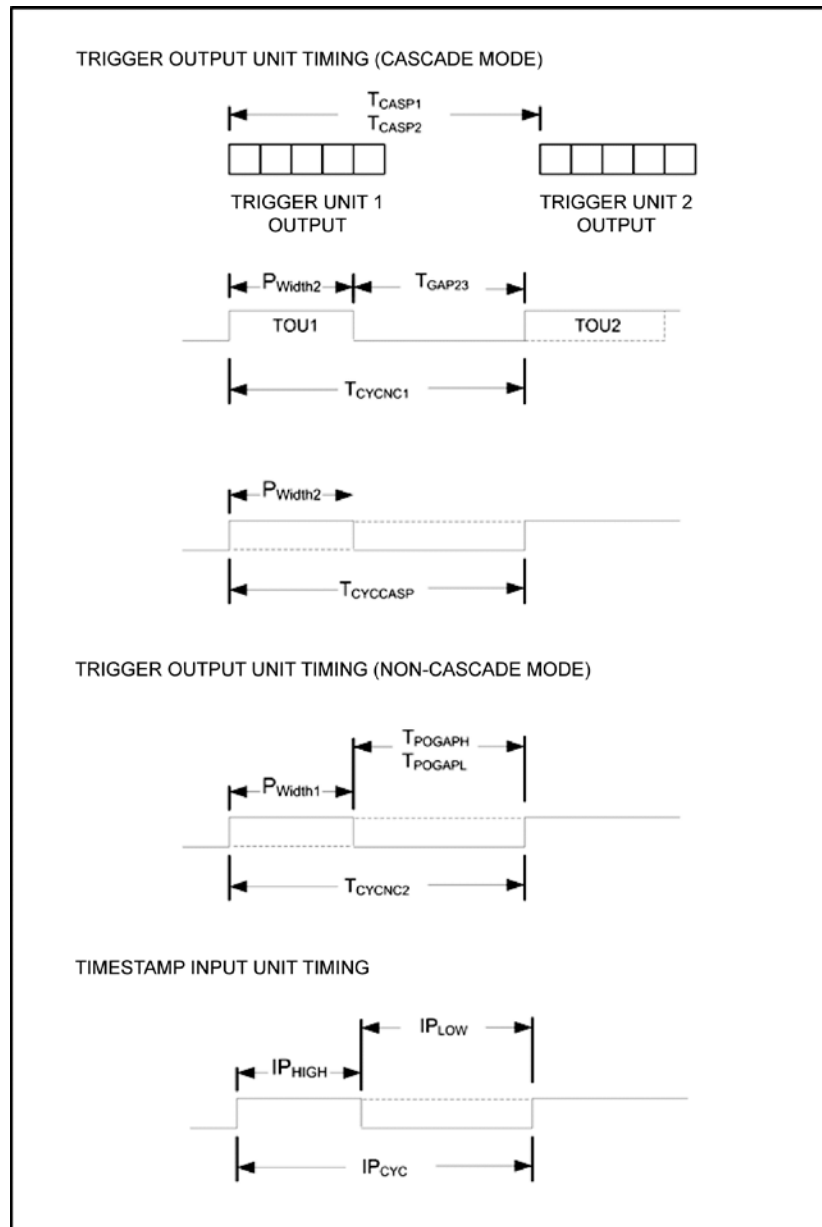 TRIGGER OUTPUT UNIT TIMING (CASCADE MODE)
TCASP1
TCASP2
TRIGGER UNIT 1
OUTPUT
TRIGGER UNIT 2
OUTPUT
PWidth2
TGAP23
TOU1
TOU2
TCYCNC1
PWidth2
TCYCCASP
TRIGGER OUTPUT UNIT TIMING (NON-CASCADE MODE)
TPOGAPH
TPOGAPL
PWidth1
TCYCNC2
TIMESTAMP INPUT UNIT TIMING
IPLOW
IPHIGH
IPCYC